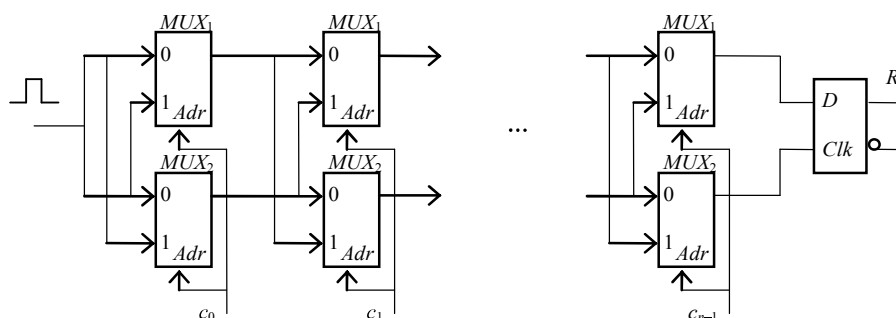 MUX1 MUX1 MUX1
0 0 0
1 1 1
Adr Adr Adr
D
R
...
Clk
MUX2 MUX2 MUX2
0 0 0
1 1 1
Adr Adr Adr
c0 c1 cn–1